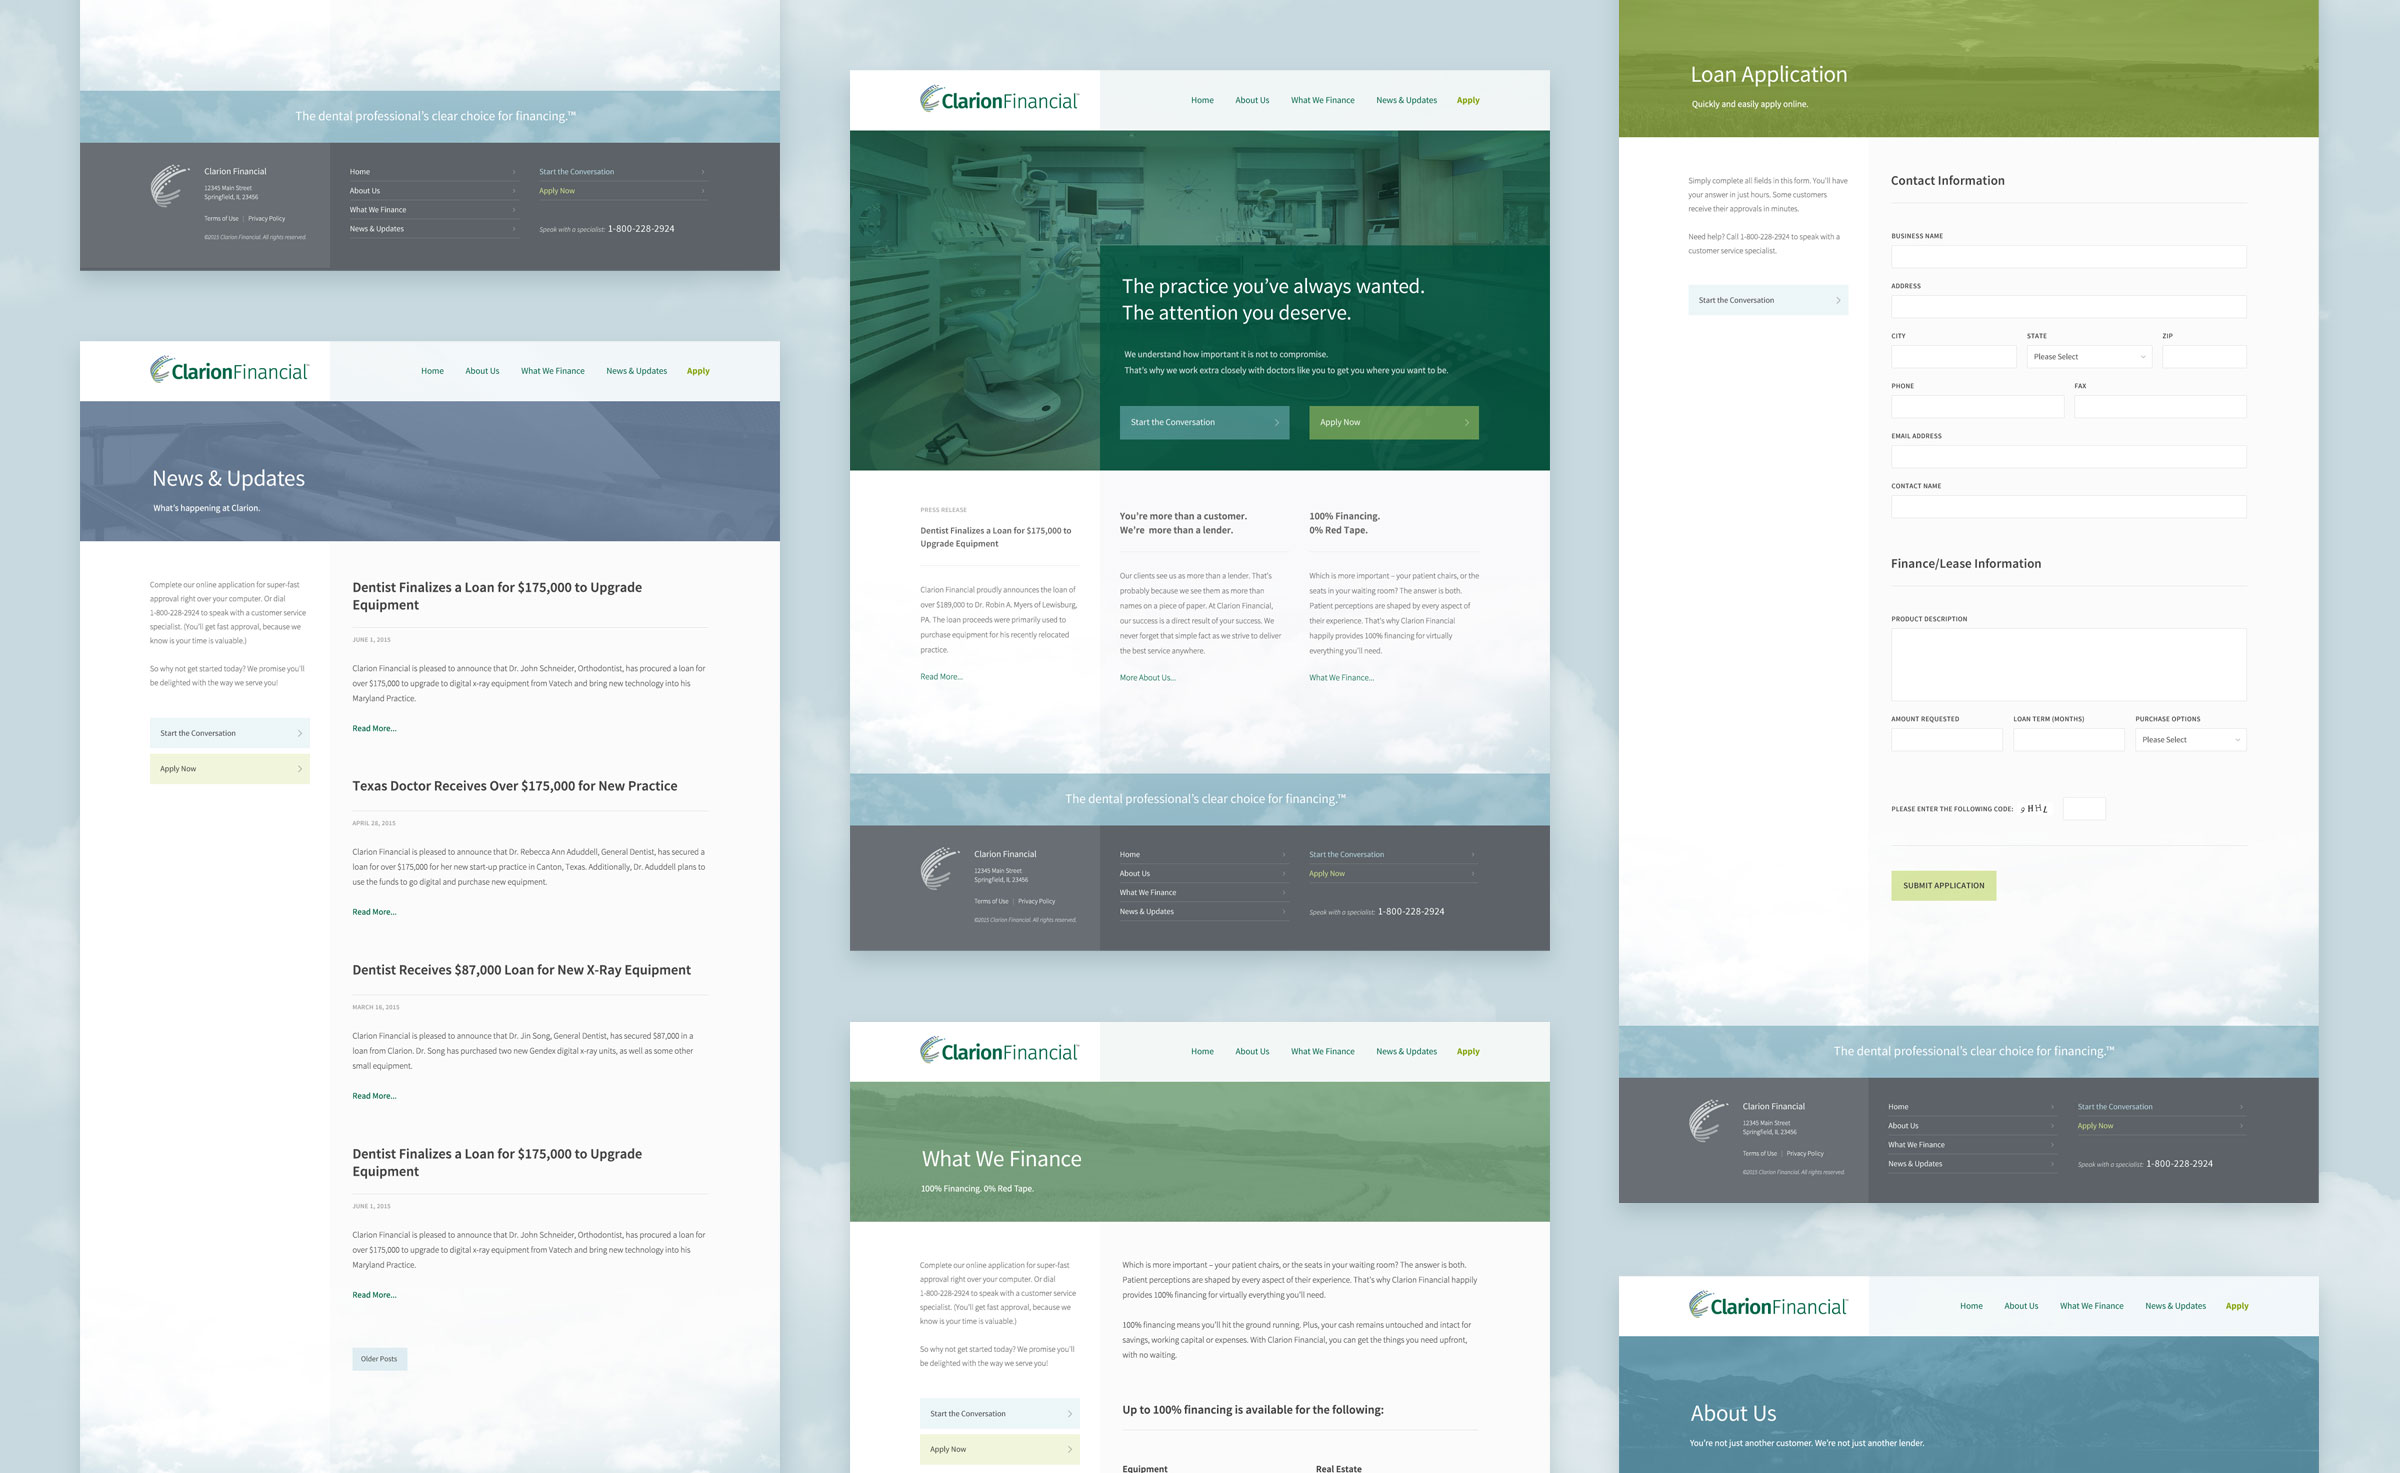 The dental professional's clear choice for financing.™
Clarion Financial
12345 Main Street
Springfield, IL 23456
Terms of Use | Privacy Policy
©2015 Clarion Financial. All rights reserved.
Home
About Us
What We Finance
News & Updates
Start the Conversation
Apply Now
Speak with a specialist: 1-800-228-2924
ClarionFinancial
Home About Us What We Finance News & Updates Apply
News & Updates
What's happening at Clarion.
Complete our online application for super-fast
approval right over your computer. Or dial
1-800-228-2924 to speak with a customer service
specialist. (You'll get fast approval, because we
know is your time is valuable.)
So why not get started today? We promise you'll
be delighted with the way we serve you!
Start the Conversation
Apply Now
Dentist Finalizes a Loan for $175,000 to Upgrade
Equipment
JUNE 1, 2015
Clarion Financial is pleased to announce that Dr. John Schneider, Orthodontist, has procured a loan for
over $175,000 to upgrade to digital x-ray equipment from Vatech and bring new technology into his
Maryland Practice.
Read More...
Texas Doctor Receives Over $175,000 for New Practice
APRIL 28, 2015
Clarion Financial is pleased to announce that Dr. Rebecca Ann Aduddell, General Dentist, has secured a
loan for over $175,000 for her new start-up practice in Canton, Texas. Additionally, Dr. Aduddell plans to
use the funds to go digital and purchase new equipment.
Read More...
Dentist Receives $87,000 Loan for New X-Ray Equipment
MARCH 16, 2015
Clarion Financial is pleased to announce that Dr. Jin Song, General Dentist, has secured $87,000 in a
loan from Clarion. Dr. Song has purchased two new Gendex digital x-ray units, as well as some other
small equipment.
Read More...
Dentist Finalizes a Loan for $175,000 to Upgrade
Equipment
JUNE 1, 2015
Clarion Financial is pleased to announce that Dr. John Schneider, Orthodontist, has procured a loan for
over $175,000 to upgrade to digital x-ray equipment from Vatech and bring new technology into his
Maryland Practice.
Read More...
Older Posts
ClarionFinancial
Home About Us What We Finance News & Updates Apply
The practice you've always wanted.
The attention you deserve.
We understand how important it is not to compromise.
That's why we work extra closely with doctors like you to get you where you want to be.
Start the Conversation
Apply Now
PRESS RELEASE
Dentist Finalizes a Loan for $175,000 to
Upgrade Equipment
Clarion Financial proudly announces the loan of
over $189,000 to Dr. Robin A. Myers of Lewisburg,
PA. The loan proceeds were primarily used to
purchase equipment for his recently relocated
practice.
Read More...
You're more than a customer.
We're more than a lender.
Our clients see us as more than a lender. That's
probably because we see them as more than
names on a piece of paper. At Clarion Financial,
our success is a direct result of your success. We
never forget that simple fact as we strive to deliver
the best service anywhere.
More About Us...
100% Financing.
0% Red Tape.
Which is more important – your patient chairs, or the
seats in your waiting room? The answer is both.
Patient perceptions are shaped by every aspect of
their experience. That's why Clarion Financial
happily provides 100% financing for virtually
everything you'll need.
What We Finance...
The dental professional's clear choice for financing.™
Clarion Financial
12345 Main Street
Springfield, IL 23456
Terms of Use | Privacy Policy
©2015 Clarion Financial. All rights reserved.
Home
About Us
What We Finance
News & Updates
Start the Conversation
Apply Now
Speak with a specialist: 1-800-228-2924
ClarionFinancial
Home About Us What We Finance News & Updates Apply
What We Finance
100% Financing. 0% Red Tape.
Complete our online application for super-fast
approval right over your computer. Or dial
1-800-228-2924 to speak with a customer service
specialist. (You'll get fast approval, because we
know is your time is valuable.)
So why not get started today? We promise you'll
be delighted with the way we serve you!
Start the Conversation
Apply Now
Which is more important – your patient chairs, or the seats in your waiting room? The answer is both.
Patient perceptions are shaped by every aspect of their experience. That's why Clarion Financial happily
provides 100% financing for virtually everything you'll need.
100% financing means you'll hit the ground running. Plus, your cash remains untouched and intact for
savings, working capital or expenses. With Clarion Financial, you can get the things you need upfront,
with no waiting.
Up to 100% financing is available for the following:
Equipment Real Estate
Loan Application
Quickly and easily apply online.
Simply complete all fields in this form. You'll have
your answer in just hours. Some customers
receive their approvals in minutes.
Need help? Call 1-800-228-2924 to speak with a
customer service specialist.
Start the Conversation
Contact Information
BUSINESS NAME
ADDRESS
CITY STATE ZIP
Please Select
PHONE FAX
EMAIL ADDRESS
CONTACT NAME
Finance/Lease Information
PRODUCT DESCRIPTION
AMOUNT REQUESTED LOAN TERM (MONTHS) PURCHASE OPTIONS
Please Select
PLEASE ENTER THE FOLLOWING CODE:
SUBMIT APPLICATION
The dental professional's clear choice for financing.™
Clarion Financial
12345 Main Street
Springfield, IL 23456
Terms of Use | Privacy Policy
©2015 Clarion Financial. All rights reserved.
Home
About Us
What We Finance
News & Updates
Start the Conversation
Apply Now
Speak with a specialist: 1-800-228-2924
ClarionFinancial
Home About Us What We Finance News & Updates Apply
About Us
You're not just another customer. We're not just another lender.